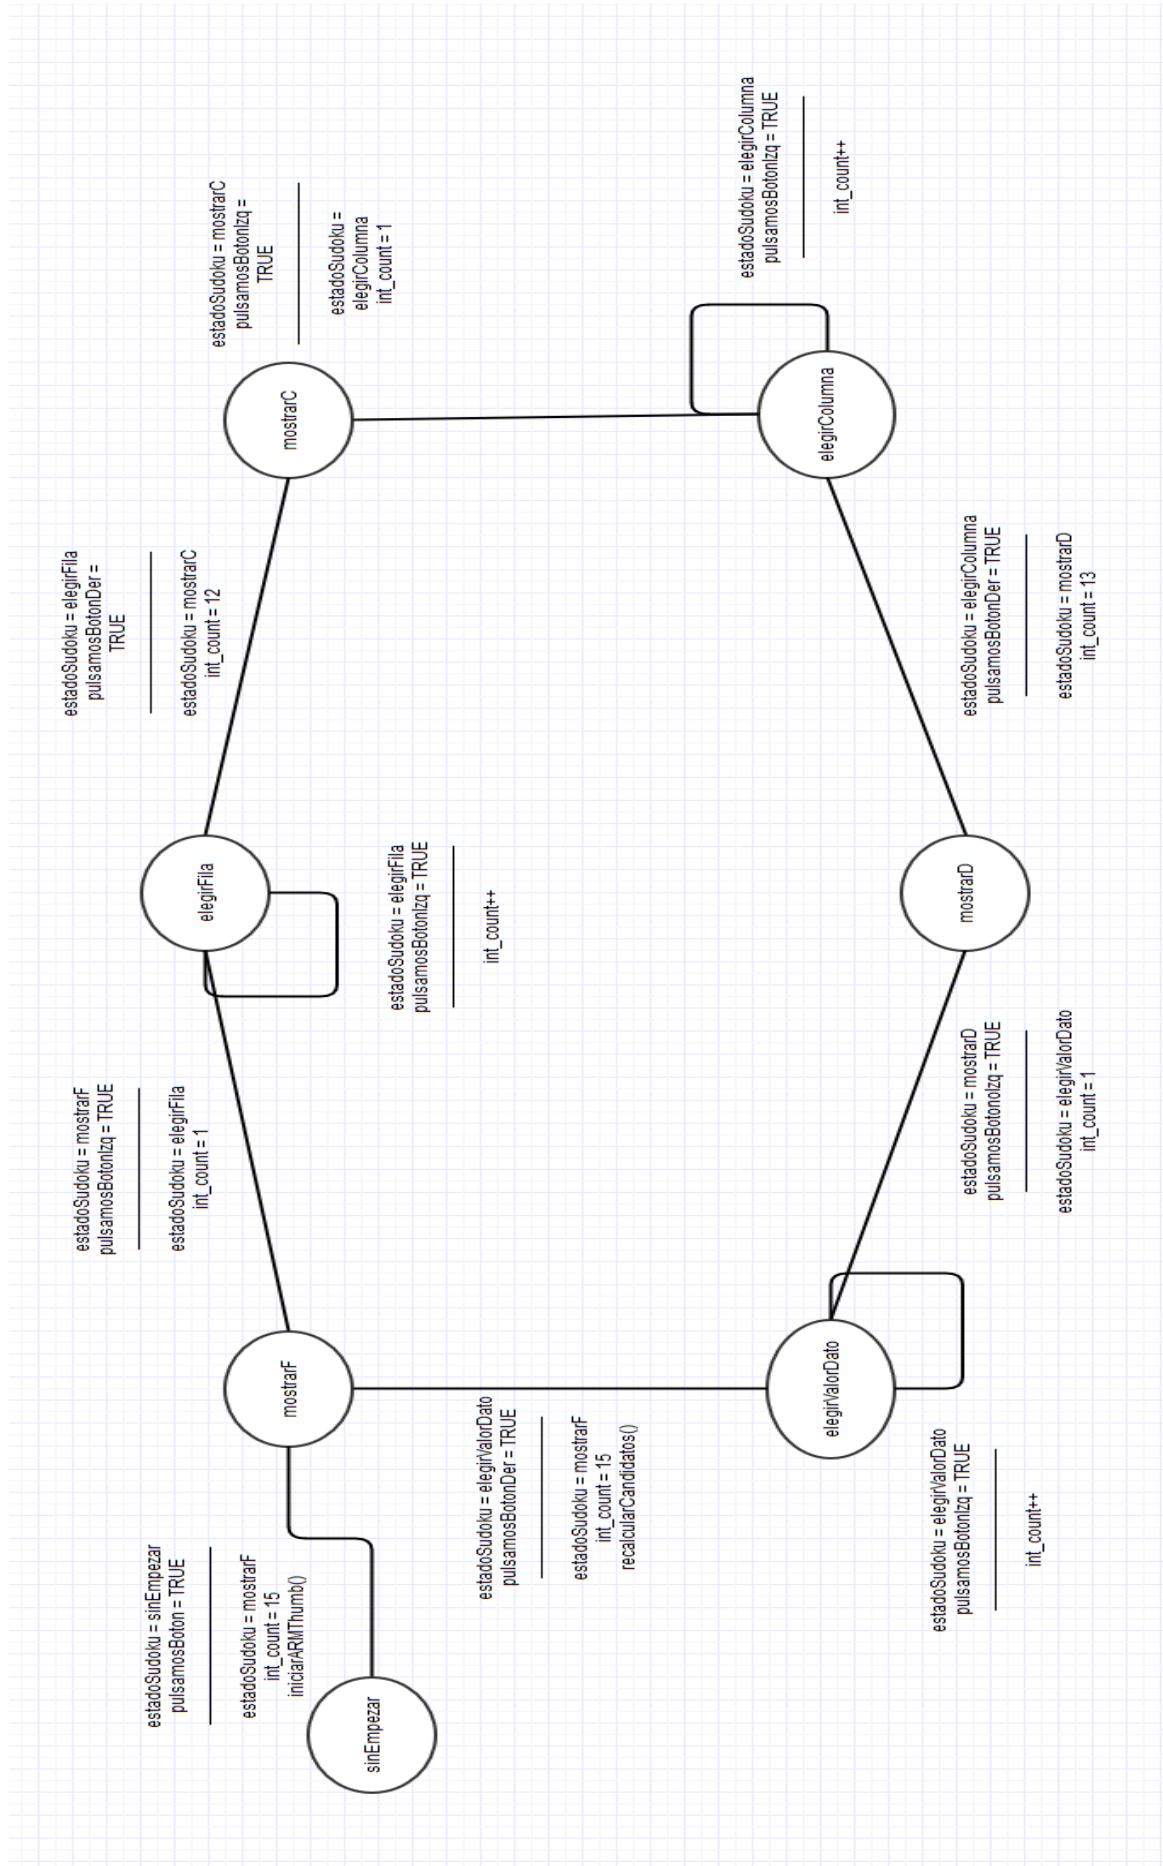 estadoSudoku = sinEmpezar
pulsamosBoton = TRUE
estadoSudoku = mostrarF
int_count = 15
iniciarARMThumb()
sinEmpezar
mostrarF
estadoSudoku = mostrarF
pulsamosBotonIzq = TRUE
estadoSudoku = elegirFila
int_count = 1
elegirFila
estadoSudoku = elegirFila
pulsamosBotonIzq = TRUE
int_count++
estadoSudoku = elegirFila
pulsamosBotonDer =
TRUE
estadoSudoku = mostrarC
int_count = 12
mostrarC
estadoSudoku = mostrarC
pulsamosBotonIzq =
TRUE
estadoSudoku =
elegirColumna
int_count = 1
estadoSudoku = elegirColumna
pulsamosBotonIzq = TRUE
int_count++
elegirColumna
estadoSudoku = elegirColumna
pulsamosBotonDer = TRUE
estadoSudoku = mostrarD
int_count = 13
mostrarD
estadoSudoku = mostrarD
pulsamosBotonoIzq = TRUE
estadoSudoku = elegirValorDato
int_count = 1
elegirValorDato
estadoSudoku = elegirValorDato
pulsamosBotonIzq = TRUE
int_count++
estadoSudoku = elegirValorDato
pulsamosBotonDer = TRUE
estadoSudoku = mostrarF
int_count = 15
recalcularCandidatos()